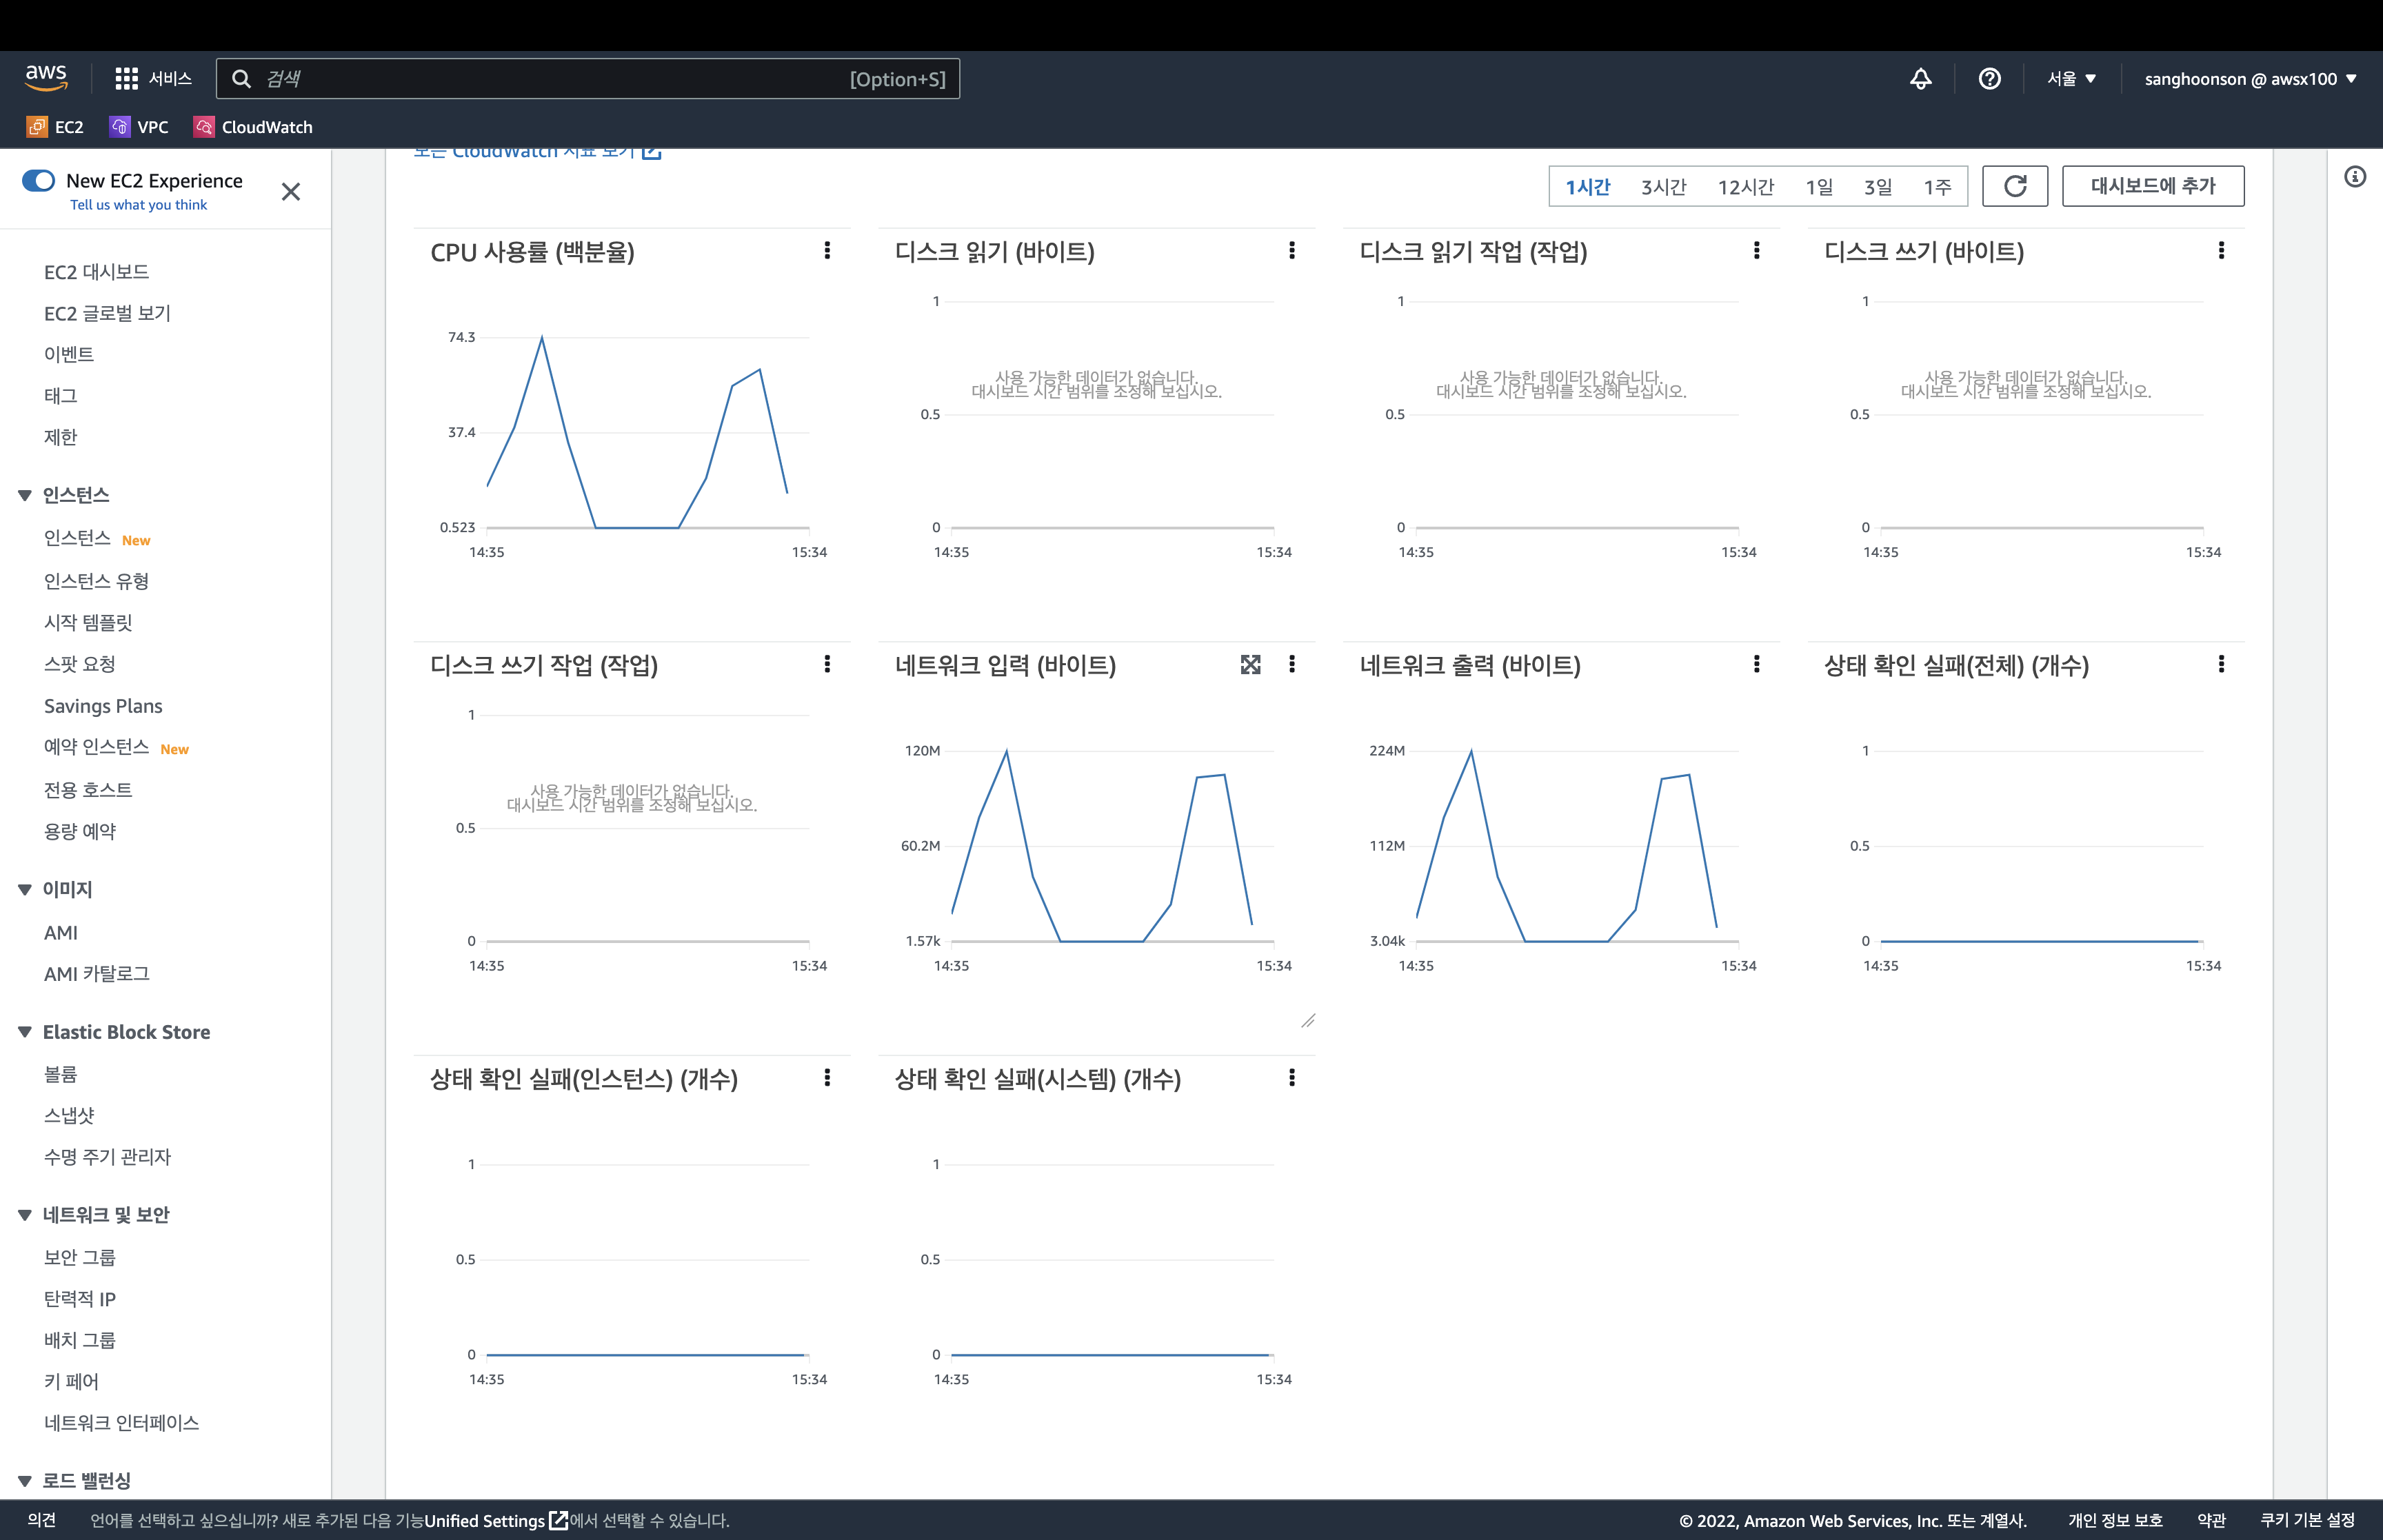 aws
서비스
검색
[Option+S]
서울
sanghoonson @ awsx100
EC2
VPC
CloudWatch
New EC2 Experience
Tell us what you think
EC2 대시보드
EC2 글로벌 보기
이벤트
태그
제한
인스턴스
인스턴스 New
인스턴스 유형
시작 템플릿
스팟 요청
Savings Plans
예약 인스턴스 New
전용 호스트
용량 예약
이미지
AMI
AMI 카탈로그
Elastic Block Store
볼륨
스냅샷
수명 주기 관리자
네트워크 및 보안
보안 그룹
탄력적 IP
배치 그룹
키 페어
네트워크 인터페이스
로드 밸런싱
모든 CloudWatch 지표 보기
1시간 3시간 12시간 1일 3일 1주
대시보드에 추가
CPU 사용률 (백분율)
74.3
37.4
0.523
14:35 15:34
디스크 읽기 (바이트)
1
사용 가능한 데이터가 없습니다.
대시보드 시간 범위를 조정해 보십시오.
0.5
0
14:35 15:34
디스크 읽기 작업 (작업)
1
사용 가능한 데이터가 없습니다.
대시보드 시간 범위를 조정해 보십시오.
0.5
0
14:35 15:34
디스크 쓰기 (바이트)
1
사용 가능한 데이터가 없습니다.
대시보드 시간 범위를 조정해 보십시오.
0.5
0
14:35 15:34
디스크 쓰기 작업 (작업)
1
사용 가능한 데이터가 없습니다.
대시보드 시간 범위를 조정해 보십시오.
0.5
0
14:35 15:34
네트워크 입력 (바이트)
120M
60.2M
1.57k
14:35 15:34
네트워크 출력 (바이트)
224M
112M
3.04k
14:35 15:34
상태 확인 실패(전체) (개수)
1
0.5
0
14:35 15:34
상태 확인 실패(인스턴스) (개수)
1
0.5
0
14:35 15:34
상태 확인 실패(시스템) (개수)
1
0.5
0
14:35 15:34
의견
언어를 선택하고 싶으십니까? 새로 추가된 다음 기능Unified Settings에서 선택할 수 있습니다.
© 2022, Amazon Web Services, Inc. 또는 계열사.
개인 정보 보호
약관
쿠키 기본 설정